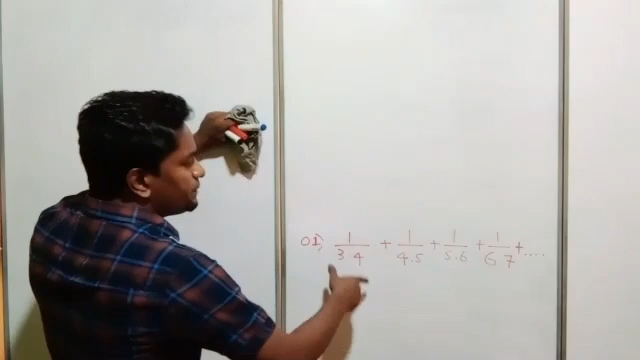 01) 1/3.4 + 1/4.5 + 1/5.6 + 1/6.7 + ....